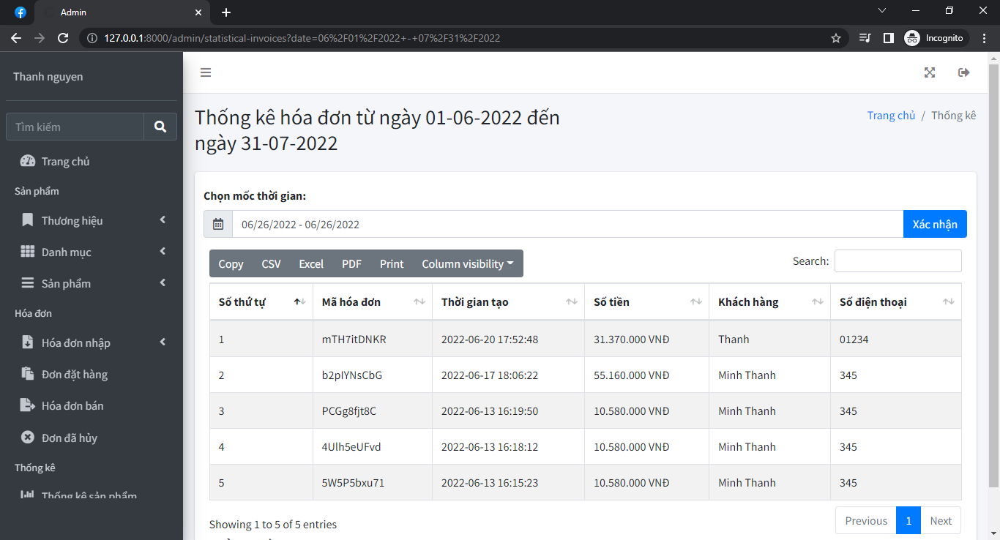 Admin
127.0.0.1:8000/admin/statistical-invoices?date=06%2F01%2F2022+-+07%2F31%2F2022
Incognito
Thanh nguyen
Tìm kiếm
Trang chủ
Sản phẩm
Thương hiệu
Danh mục
Sản phẩm
Hóa đơn
Hóa đơn nhập
Đơn đặt hàng
Hóa đơn bán
Đơn đã hủy
Thống kê
Thống kê sản phẩm
Thống kê hóa đơn từ ngày 01-06-2022 đến
ngày 31-07-2022
Trang chủ / Thống kê
Chọn mốc thời gian:
06/26/2022 - 06/26/2022 Xác nhận
Copy CSV Excel PDF Print Column visibility
Search:
Số thứ tự Mã hóa đơn Thời gian tạo Số tiền Khách hàng Số điện thoại
1 mTH7itDNKR 2022-06-20 17:52:48 31.370.000 VNĐ Thanh 01234
2 b2pIYNsCbG 2022-06-17 18:06:22 55.160.000 VNĐ Minh Thanh 345
3 PCGg8fjt8C 2022-06-13 16:19:50 10.580.000 VNĐ Minh Thanh 345
4 4Ulh5eUFvd 2022-06-13 16:18:12 10.580.000 VNĐ Minh Thanh 345
5 5W5P5bxu71 2022-06-13 16:15:23 10.580.000 VNĐ Minh Thanh 345
Showing 1 to 5 of 5 entries
Previous 1 Next